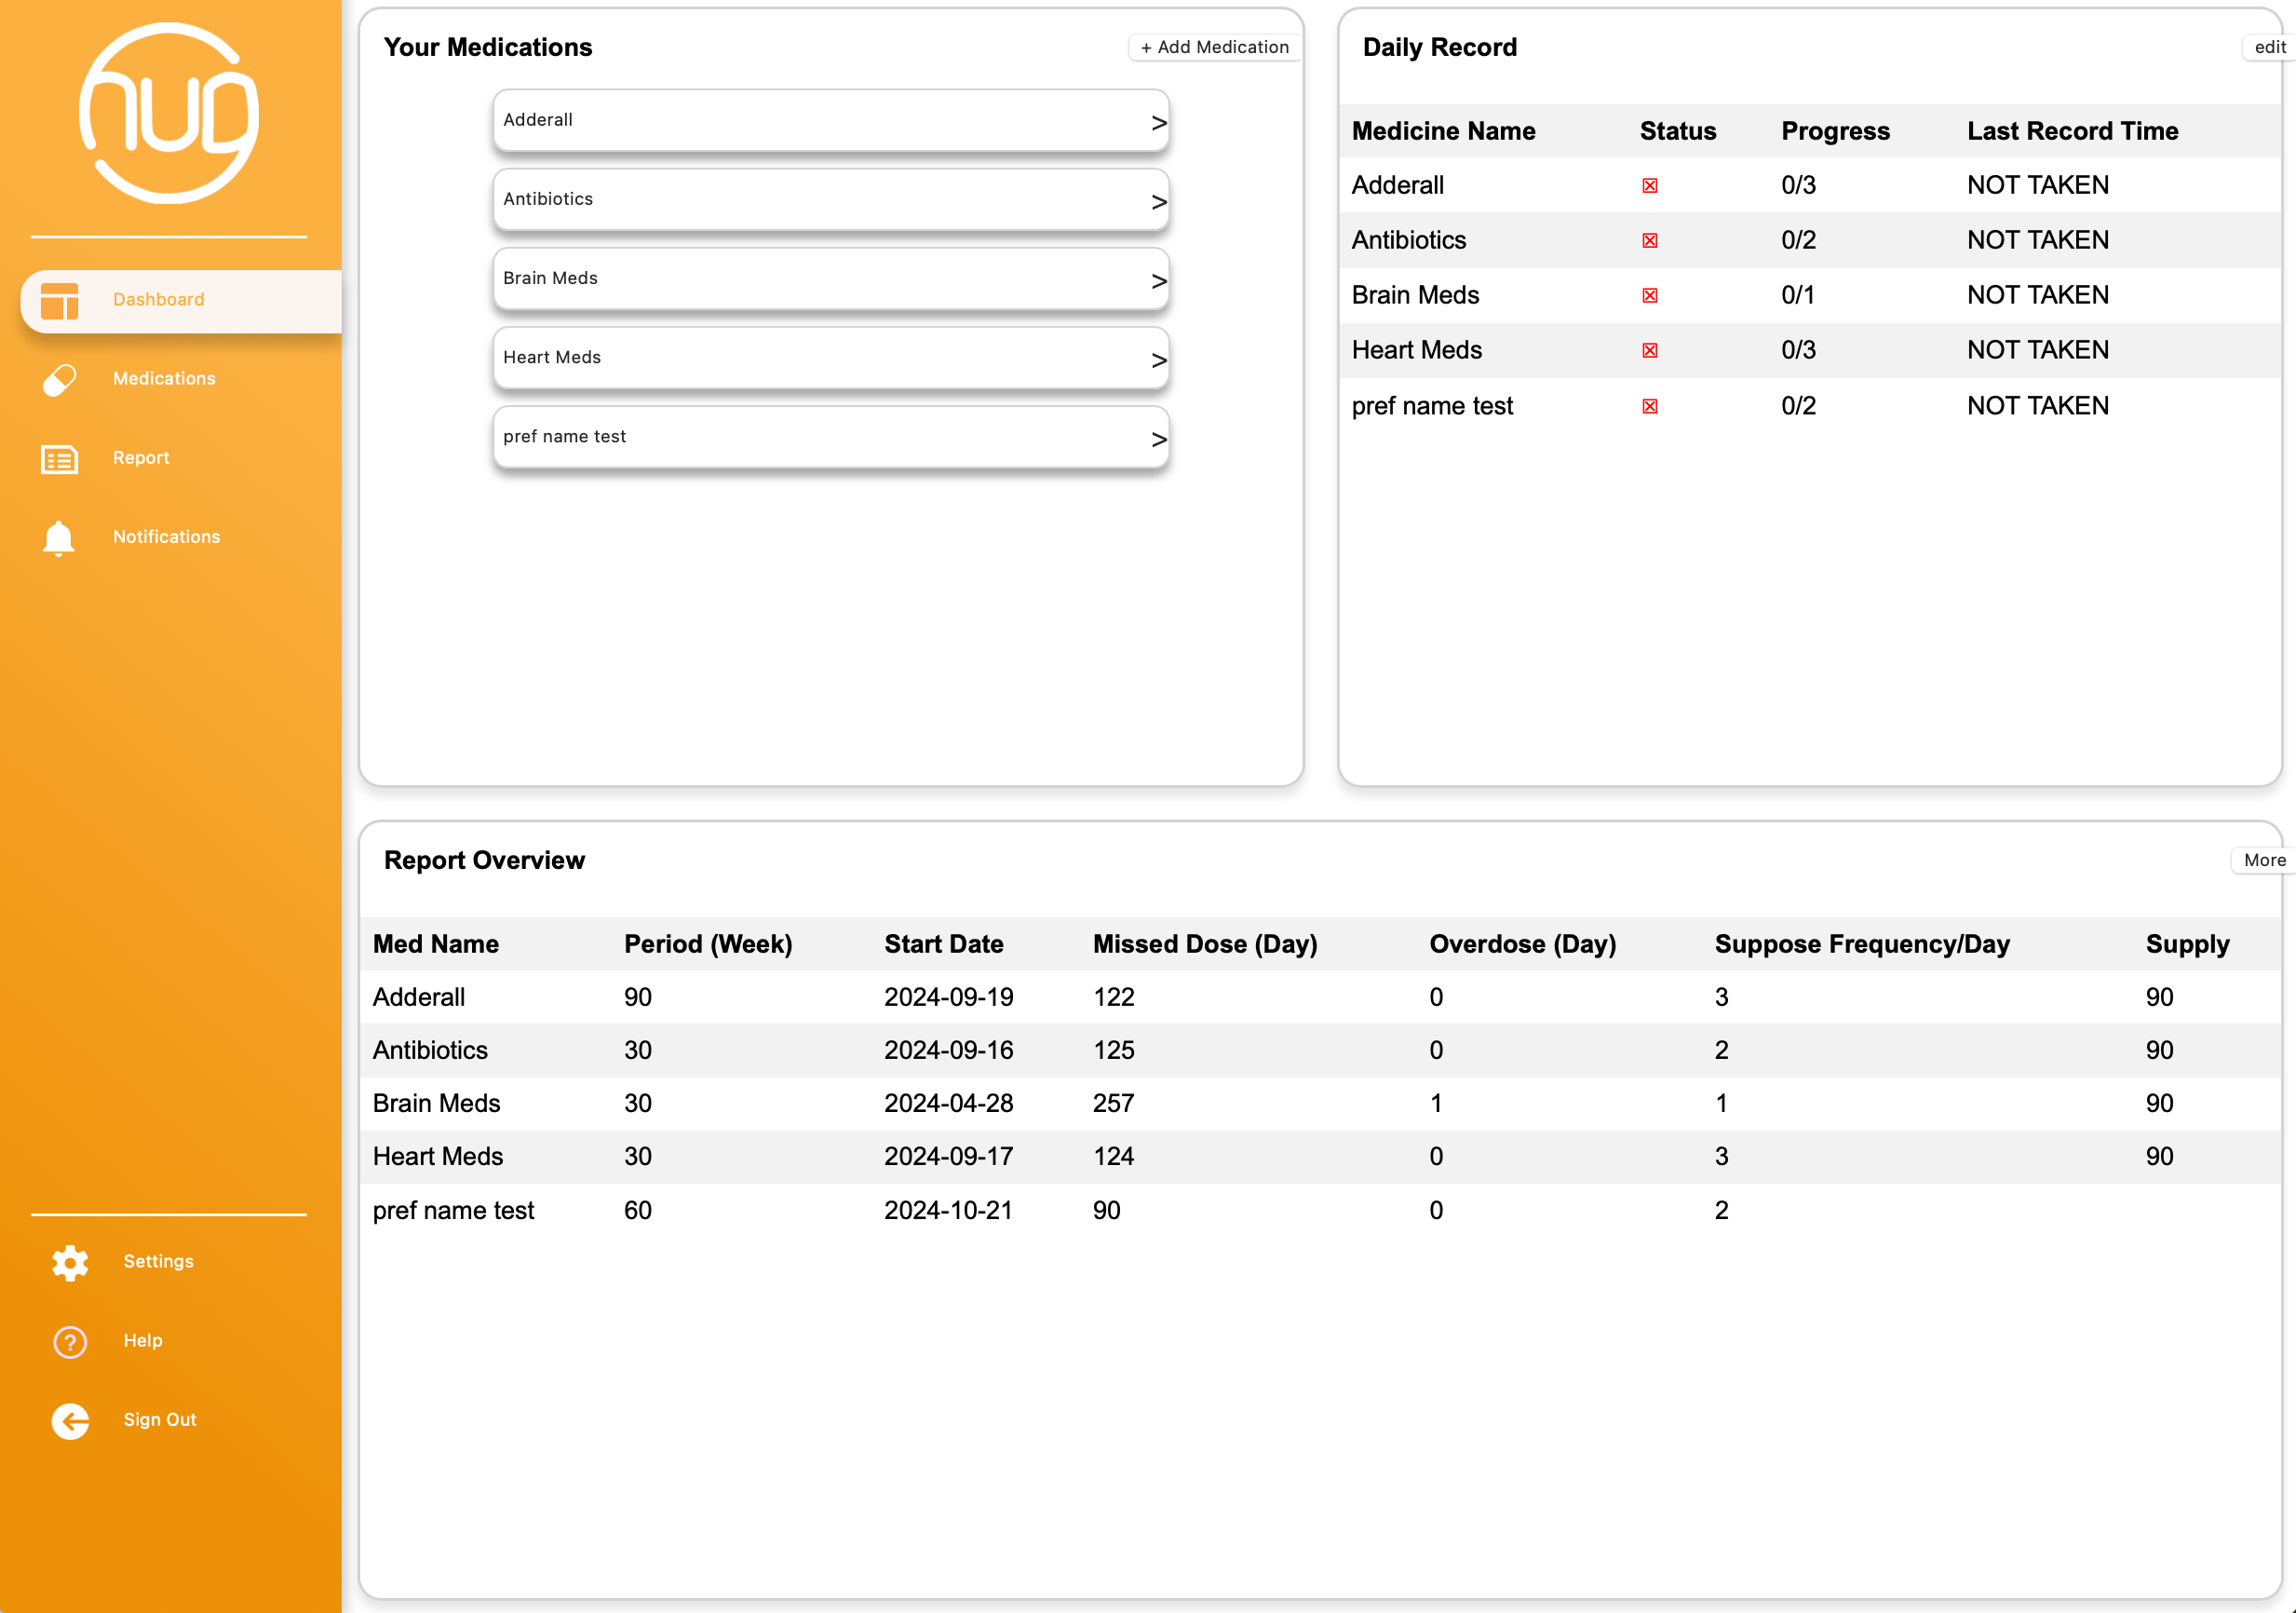 nug
Dashboard
Medications
Report
Notifications
Settings
Help
Sign Out
Your Medications
+ Add Medication
Adderall >
Antibiotics >
Brain Meds >
Heart Meds >
pref name test >
Daily Record
edit
Medicine Name Status Progress Last Record Time
Adderall ☒ 0/3 NOT TAKEN
Antibiotics ☒ 0/2 NOT TAKEN
Brain Meds ☒ 0/1 NOT TAKEN
Heart Meds ☒ 0/3 NOT TAKEN
pref name test ☒ 0/2 NOT TAKEN
Report Overview
More
Med Name Period (Week) Start Date Missed Dose (Day) Overdose (Day) Suppose Frequency/Day Supply
Adderall 90 2024-09-19 122 0 3 90
Antibiotics 30 2024-09-16 125 0 2 90
Brain Meds 30 2024-04-28 257 1 1 90
Heart Meds 30 2024-09-17 124 0 3 90
pref name test 60 2024-10-21 90 0 2